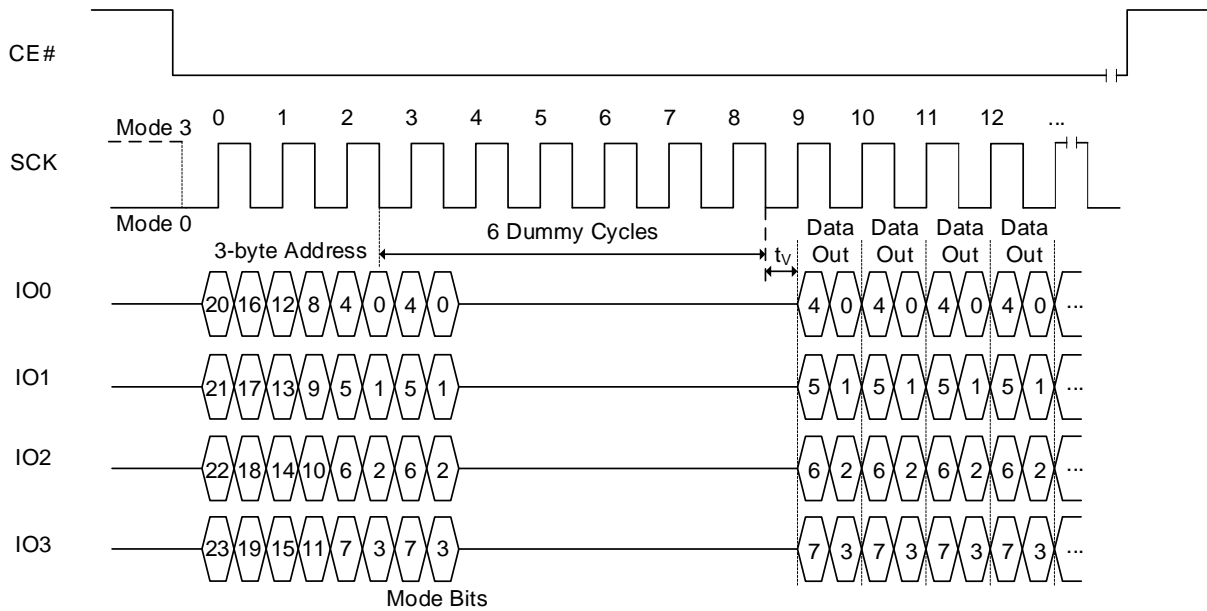 CE#
0 1 2 3 4 5 6 7 8 9 10 11 12 ...
Mode 3
SCK
Mode 0
6 Dummy Cycles
Data Data Data Data
3-byte Address
tV
Out Out Out Out
IO0 20 16 12 8 4 0 4 0 4 0 4 0 4 0 4 0 ...
IO1 21 17 13 9 5 1 5 1 5 1 5 1 5 1 5 1 ...
IO2 22 18 14 10 6 2 6 2 6 2 6 2 6 2 6 2 ...
IO3 23 19 15 11 7 3 7 3 7 3 7 3 7 3 7 3 ...
Mode Bits